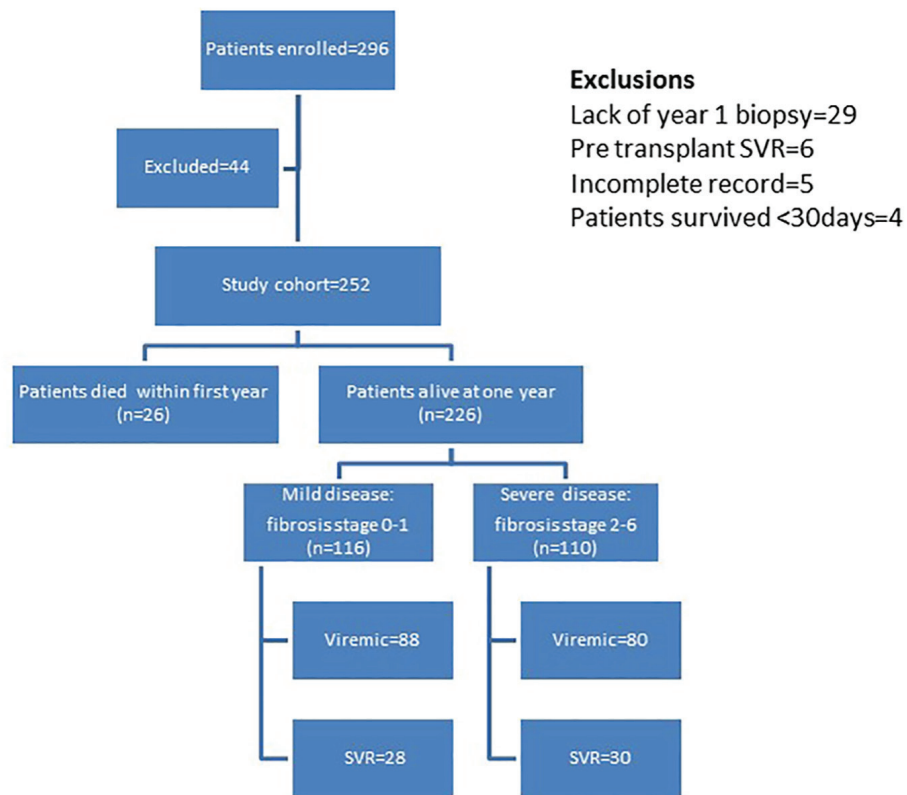 Patients enrolled=296
Exclusions
Lack of year 1 biopsy=29
Pre transplant SVR=6
Incomplete record=5
Patients survived <30days=4
Excluded=44
Study cohort=252
Patients died within first year
(n=26)
Patients alive at one year
(n=226)
Mild disease:
fibrosis stage 0-1
(n=116)
Severe disease:
fibrosis stage 2-6
(n=110)
Viremic=88
Viremic=80
SVR=28
SVR=30